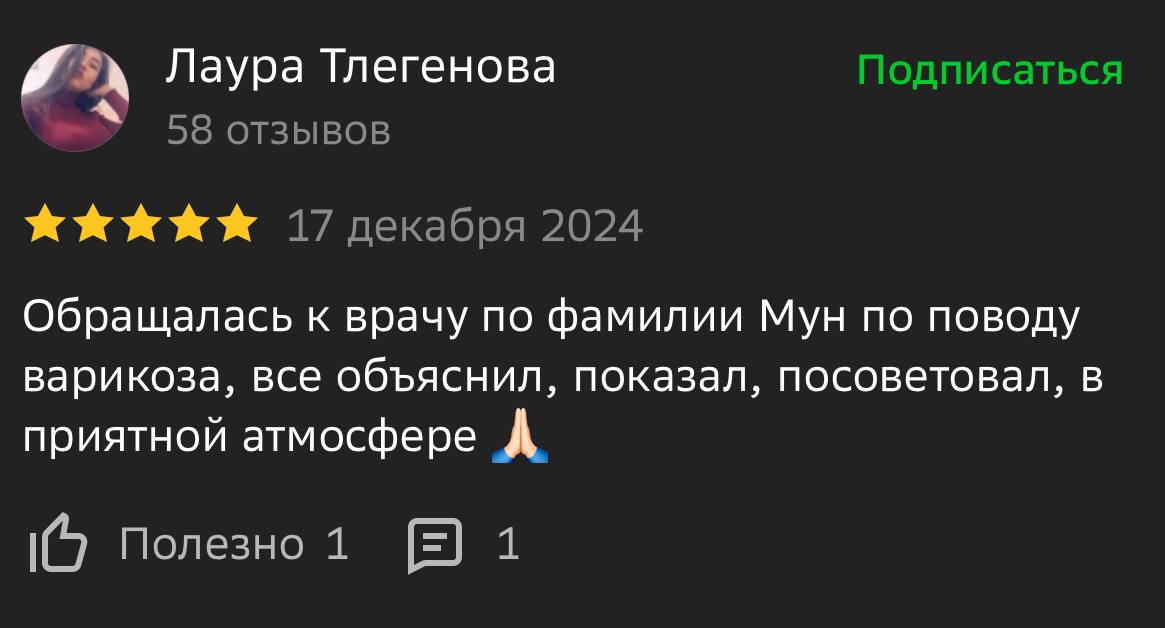 Лаура Тлегенова
Подписаться
58 отзывов
17 декабря 2024
Обращалась к врачу по фамилии Мун по поводу
варикоза, все объяснил, показал, посоветовал, в
приятной атмосфере 🙏🏻
Полезно 1 1